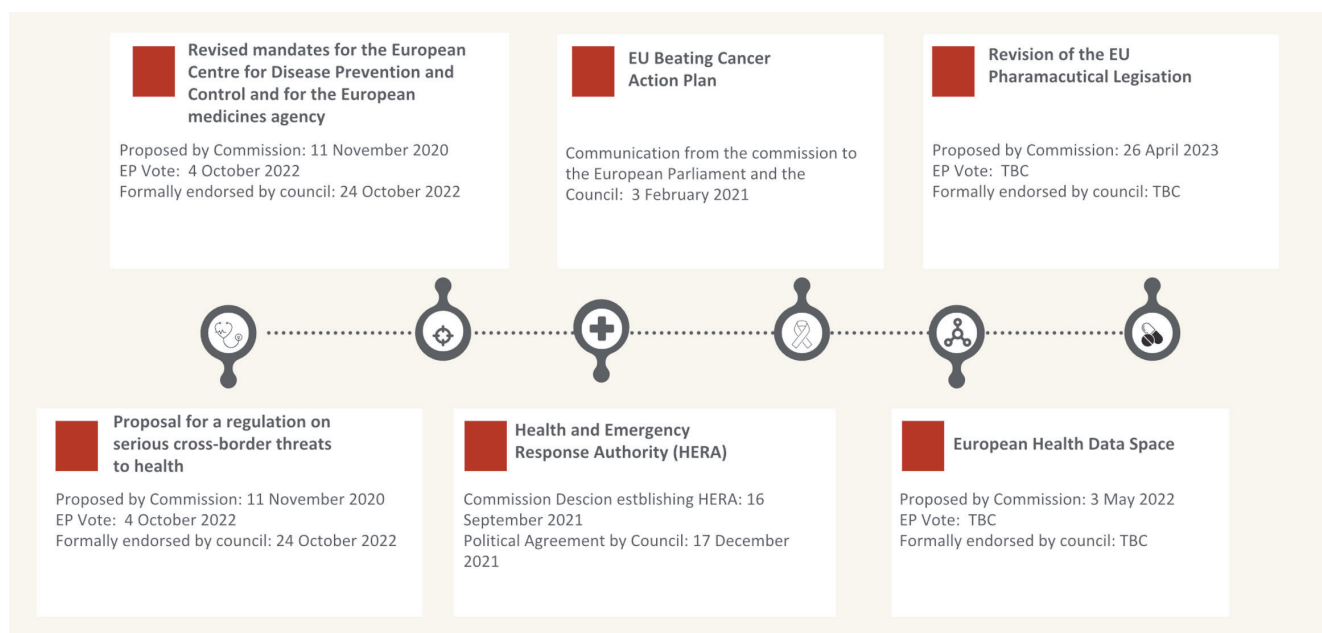 Revised mandates for the European
Centre for Disease Prevention and
Control and for the European
medicines agency
Proposed by Commission: 11 November 2020
EP Vote:  4 October 2022
Formally endorsed by council: 24 October 2022
EU Beating Cancer
Action Plan
Communication from the commission to
the European Parliament and the
Council:  3 February 2021
Revision of the EU
Pharamacutical Legisation
Proposed by Commission: 26 April 2023
EP Vote:  TBC
Formally endorsed by council: TBC
Proposal for a regulation on
serious cross-border threats
to health
Proposed by Commission: 11 November 2020
EP Vote:  4 October 2022
Formally endorsed by council: 24 October 2022
Health and Emergency
Response Authority (HERA)
Commission Descion estblishing HERA: 16
September 2021
Political Agreement by Council: 17 December
2021
European Health Data Space
Proposed by Commission: 3 May 2022
EP Vote:  TBC
Formally endorsed by council: TBC